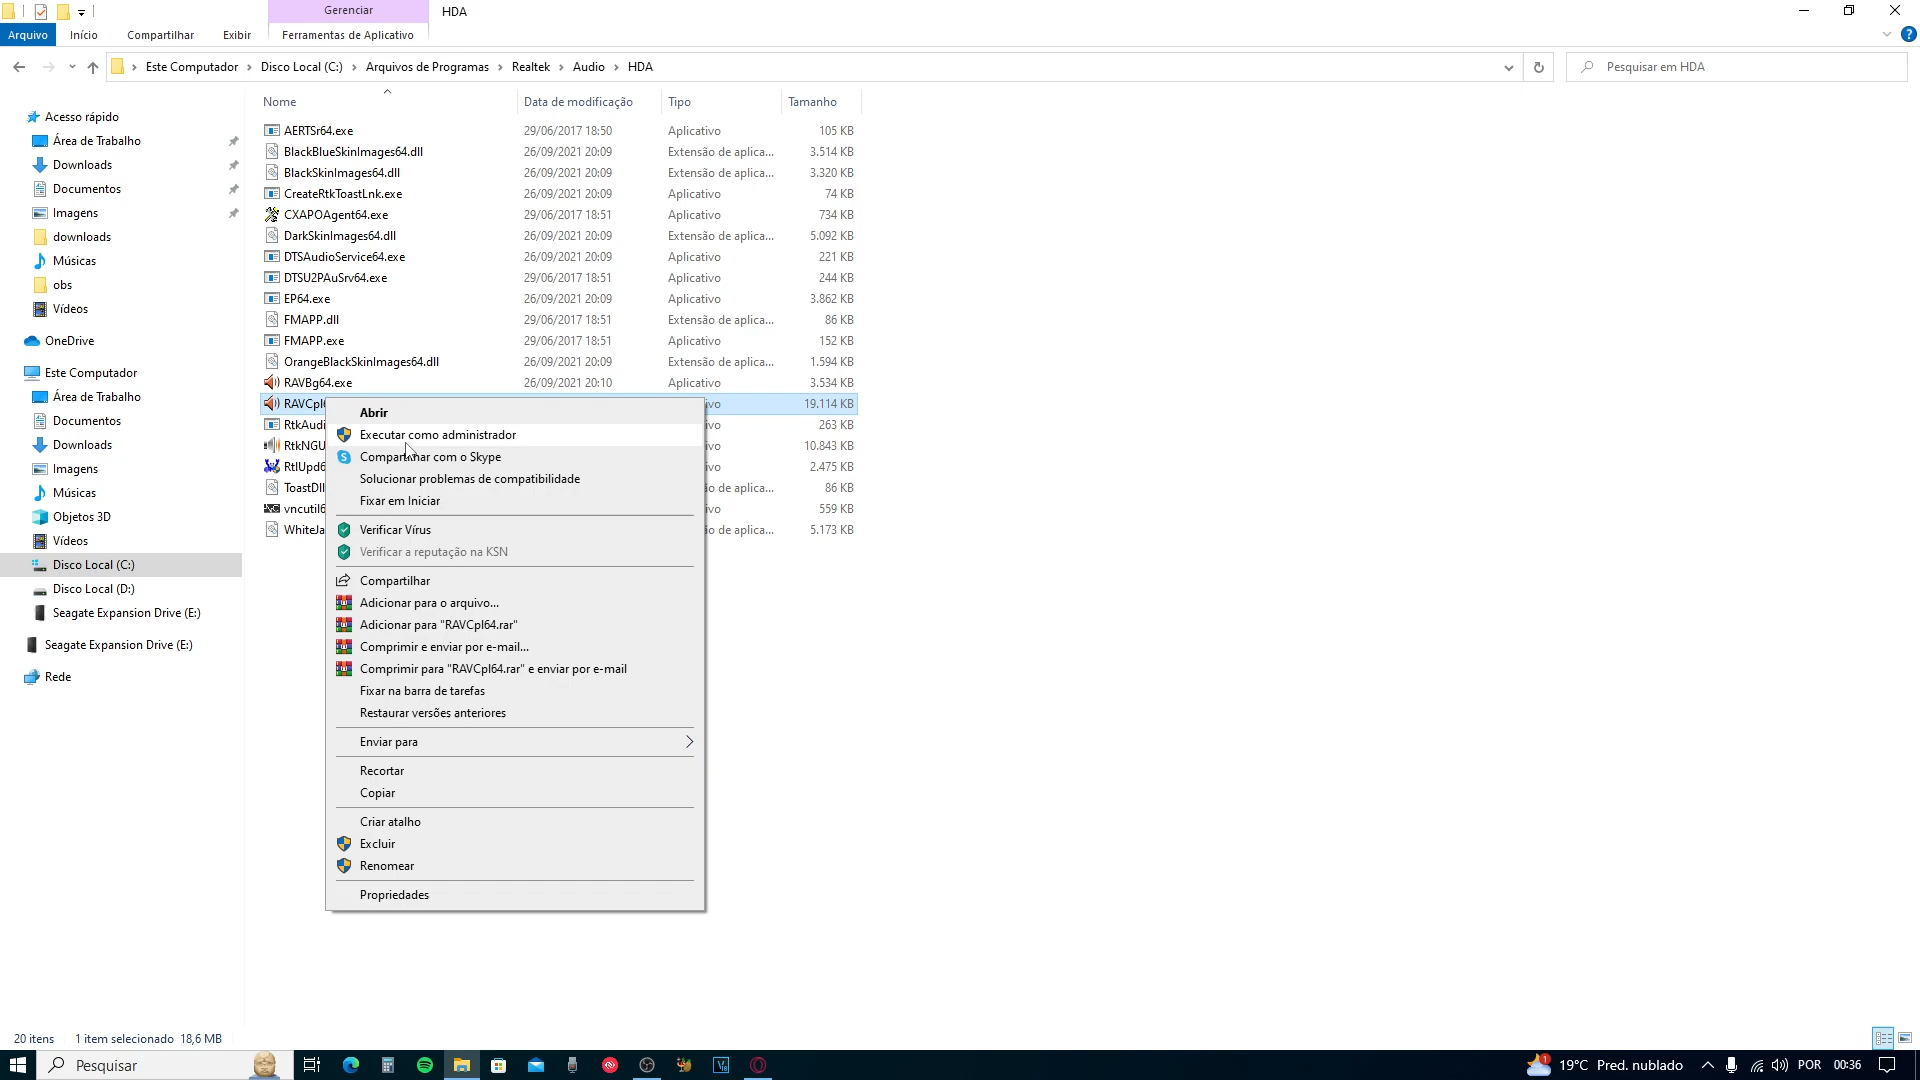 Gerenciar
HDA
Arquivo
Início
Compartilhar
Exibir
Ferramentas de Aplicativo
Este Computador > Disco Local (C:) > Arquivos de Programas > Realtek > Audio > HDA
Pesquisar em HDA
Nome Data de modificação Tipo Tamanho
AERTSr64.exe 29/06/2017 18:50 Aplicativo 105 KB
BlackBlueSkinImages64.dll 26/09/2021 20:09 Extensão de aplica... 3.514 KB
BlackSkinImages64.dll 26/09/2021 20:09 Extensão de aplica... 3.320 KB
CreateRtkToastLnk.exe 26/09/2021 20:09 Aplicativo 74 KB
CXAPOAgent64.exe 29/06/2017 18:51 Aplicativo 734 KB
DarkSkinImages64.dll 26/09/2021 20:09 Extensão de aplica... 5.092 KB
DTSAudioService64.exe 26/09/2021 20:09 Aplicativo 221 KB
DTSU2PAuSrv64.exe 29/06/2017 18:51 Aplicativo 244 KB
EP64.exe 26/09/2021 20:09 Aplicativo 3.862 KB
FMAPP.dll 29/06/2017 18:51 Extensão de aplica... 86 KB
FMAPP.exe 29/06/2017 18:51 Aplicativo 152 KB
OrangeBlackSkinImages64.dll 26/09/2021 20:09 Extensão de aplica... 1.594 KB
RAVBg64.exe 26/09/2021 20:10 Aplicativo 3.534 KB
RAVCpl6 ivo 19.114 KB
RtkAudi ivo 263 KB
RtkNGU ivo 10.843 KB
RtlUpd6 ivo 2.475 KB
ToastDll ão de aplica... 86 KB
vncutil6 ivo 559 KB
WhiteJa ão de aplica... 5.173 KB
Acesso rápido
Área de Trabalho
Downloads
Documentos
Imagens
downloads
Músicas
obs
Vídeos
OneDrive
Este Computador
Área de Trabalho
Documentos
Downloads
Imagens
Músicas
Objetos 3D
Vídeos
Disco Local (C:)
Disco Local (D:)
Seagate Expansion Drive (E:)
Seagate Expansion Drive (E:)
Rede
Abrir
Executar como administrador
Compartilhar com o Skype
Solucionar problemas de compatibilidade
Fixar em Iniciar
Verificar Vírus
Verificar a reputação na KSN
Compartilhar
Adicionar para o arquivo...
Adicionar para "RAVCpl64.rar"
Comprimir e enviar por e-mail...
Comprimir para "RAVCpl64.rar" e enviar por e-mail
Fixar na barra de tarefas
Restaurar versões anteriores
Enviar para
Recortar
Copiar
Criar atalho
Excluir
Renomear
Propriedades
20 itens 1 item selecionado 18,6 MB
Pesquisar
1
19°C Pred. nublado
POR
00:36